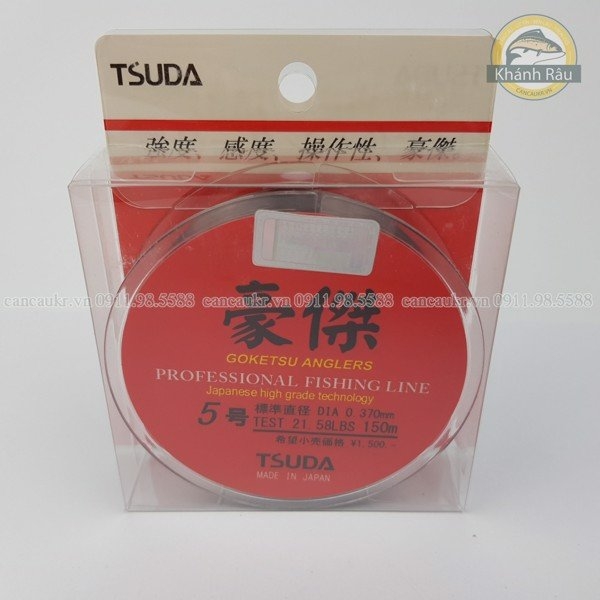 TSUDA
Khánh Râu
CANCAUKR.VN
強度、感度、操作性、豪傑。
cancaukr.vn 0911.98.5588 cancaukr.vn 0911.98.5588 cancaukr.vn 0911.98.5588
豪傑
GOKETSU ANGLERS
PROFESSIONAL FISHING LINE
Japanese high grade technology
5号 標準直径 DIA 0.370mm
TEST 21.58LBS 150m
希望小売価格 ¥1,500.-
TSUDA
MADE IN JAPAN